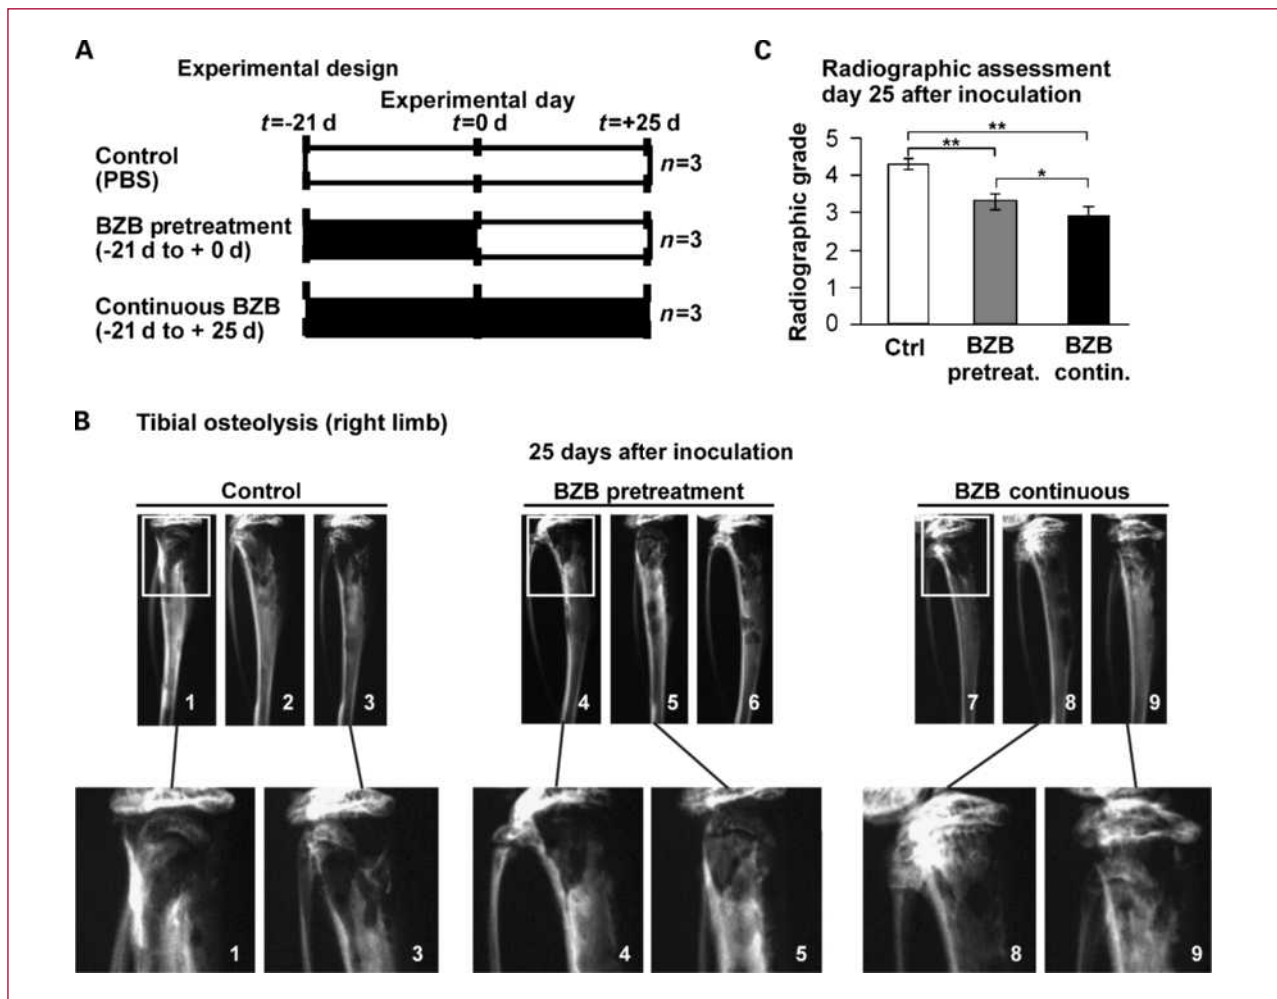 A
Experimental design
Experimental day
t=-21 d t=0 d t=+25 d
Control
(PBS)
n=3
BZB pretreatment
(-21 d to + 0 d)
n=3
Continuous BZB
(-21 d to + 25 d)
n=3
C
Radiographic assessment
day 25 after inoculation
Radiographic grade
5
4
3
2
1
0
**
**
*
Ctrl
BZB
pretreat.
BZB
contin.
B Tibial osteolysis (right limb)
25 days after inoculation
Control BZB pretreatment BZB continuous
1 2 3 4 5 6 7 8 9
1 3 4 5 8 9